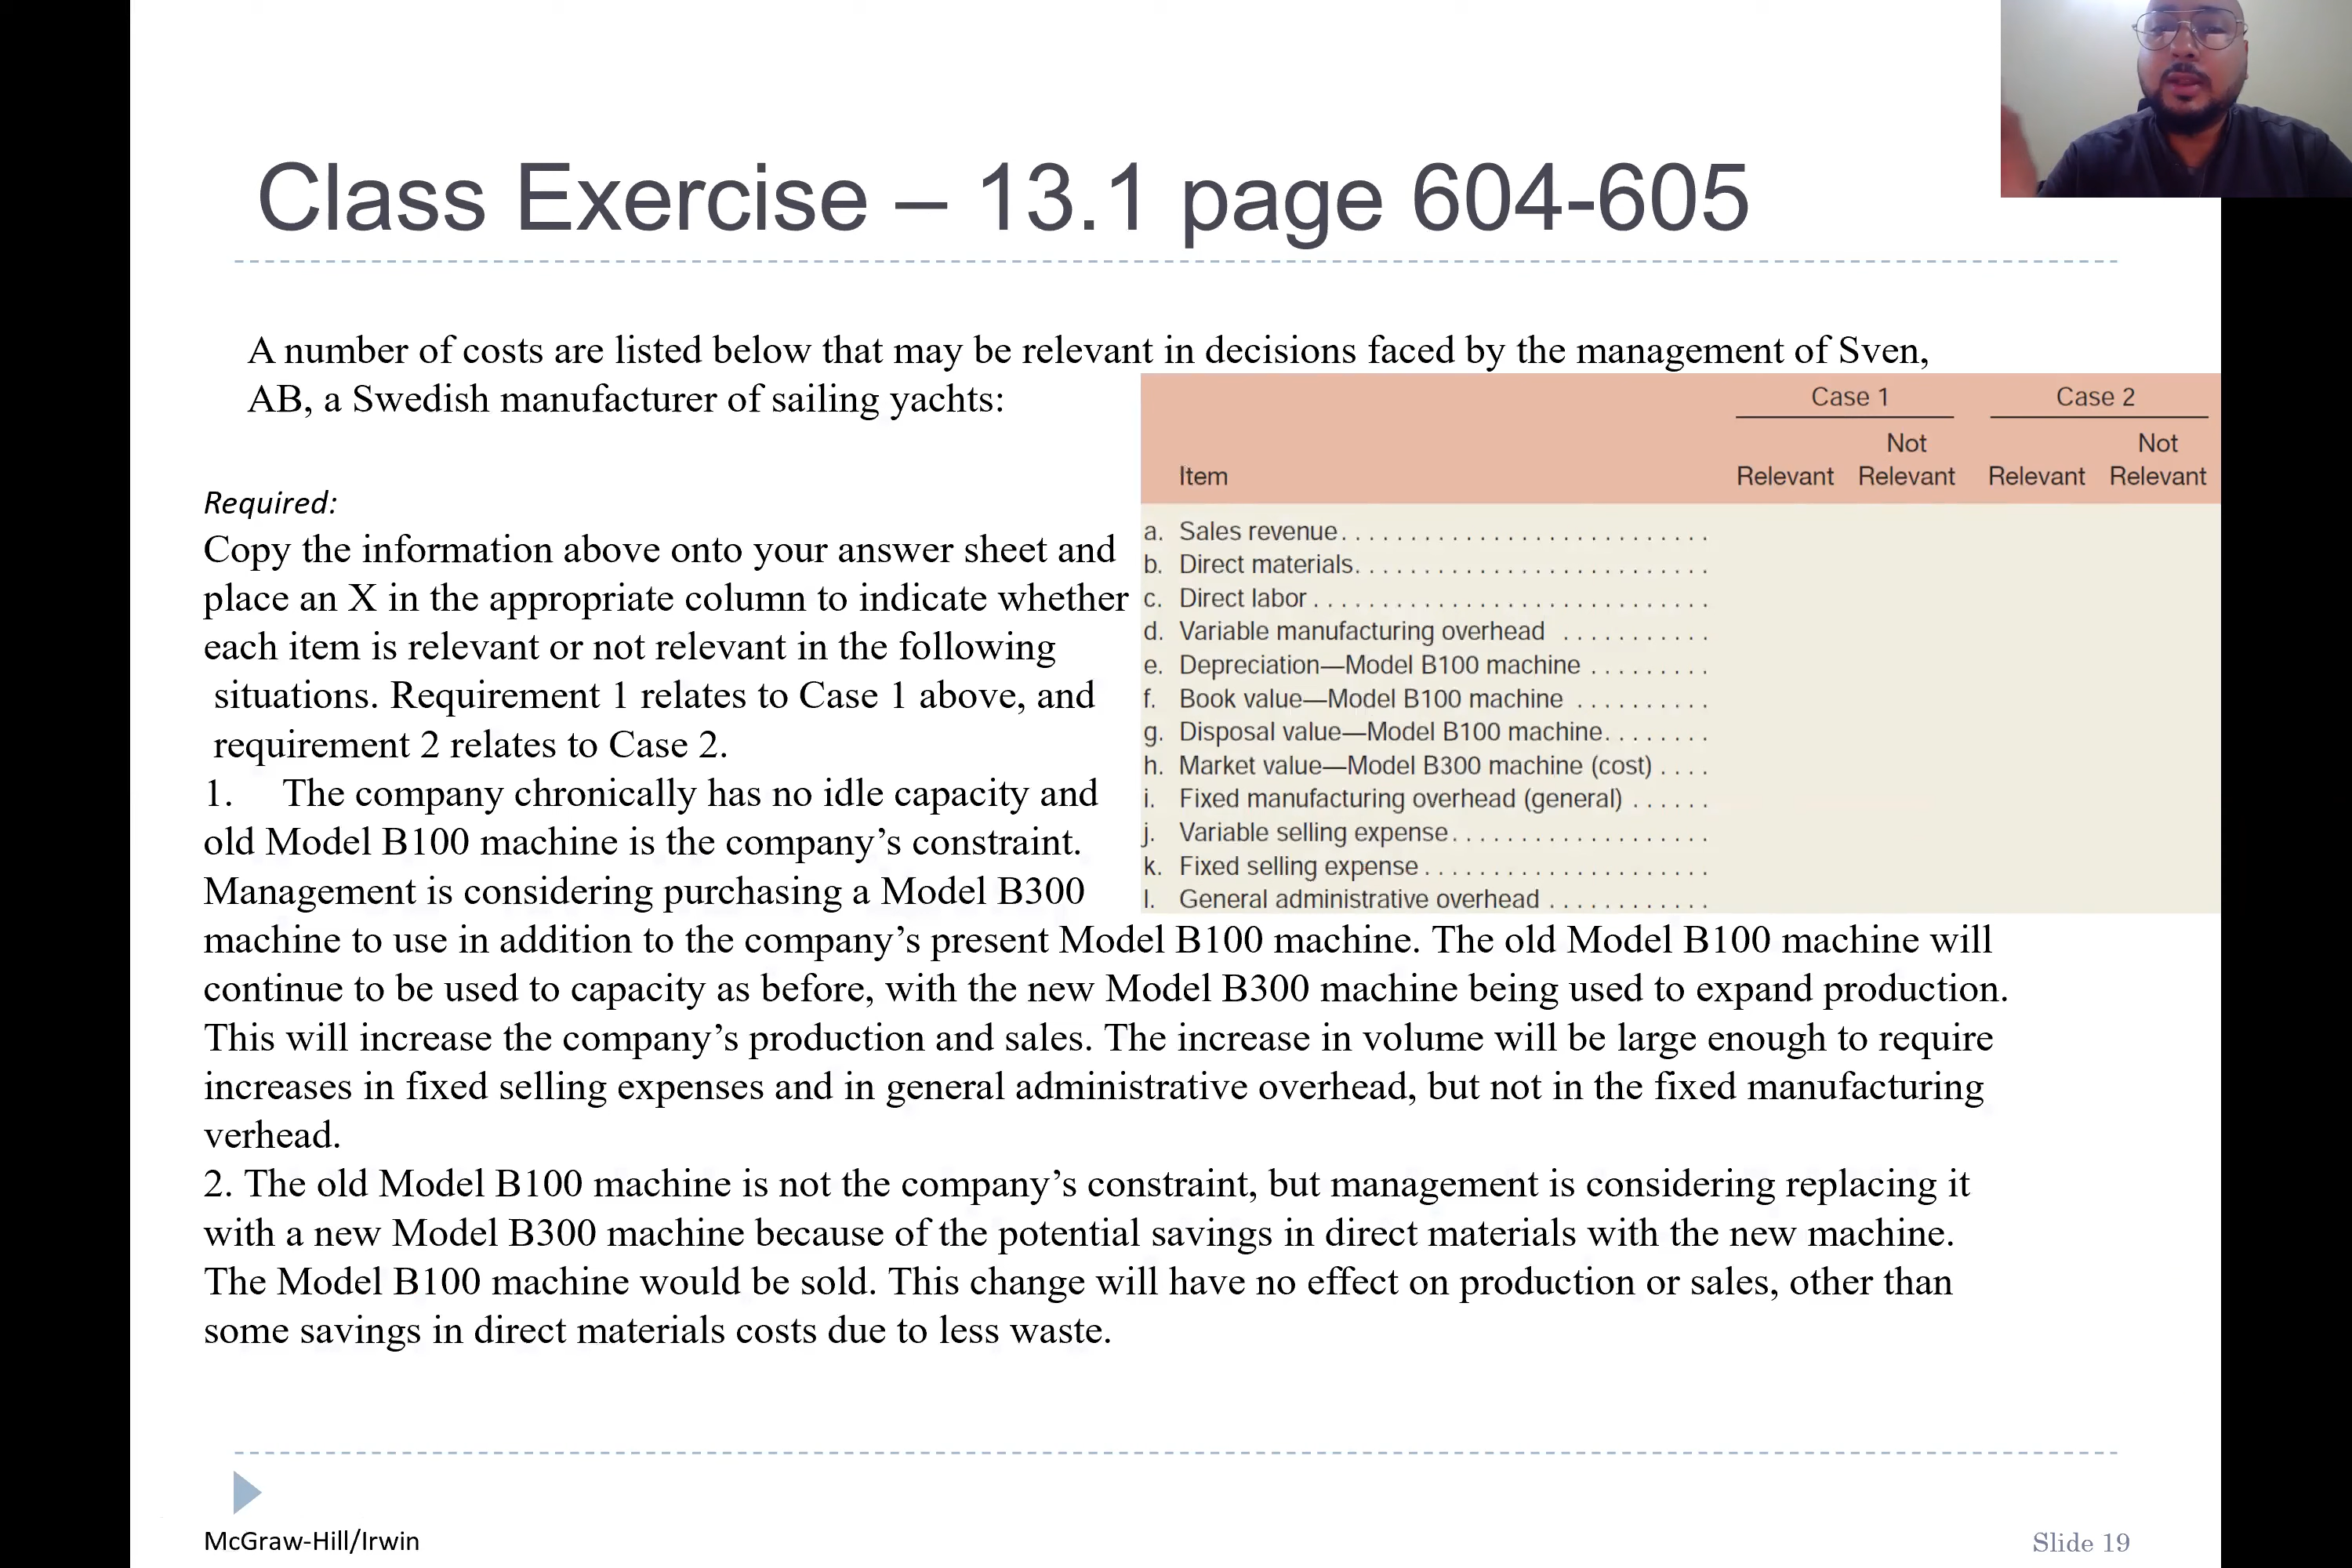 Class Exercise – 13.1 page 604-605
A number of costs are listed below that may be relevant in decisions faced by the management of Sven,
AB, a Swedish manufacturer of sailing yachts:
Case 1 Case 2
Not Not
Item Relevant Relevant Relevant Relevant
a. Sales revenue. . . . . . . . . . . . . . . . . . . . . . . . . . . .
b. Direct materials. . . . . . . . . . . . . . . . . . . . . . . . . . .
c. Direct labor . . . . . . . . . . . . . . . . . . . . . . . . . . . . . .
d. Variable manufacturing overhead . . . . . . . . . . .
e. Depreciation—Model B100 machine . . . . . . . . .
f. Book value—Model B100 machine . . . . . . . . . .
g. Disposal value—Model B100 machine. . . . . . . .
h. Market value—Model B300 machine (cost) . . . .
i. Fixed manufacturing overhead (general) . . . . . .
j. Variable selling expense. . . . . . . . . . . . . . . . . . .
k. Fixed selling expense . . . . . . . . . . . . . . . . . . . . .
l. General administrative overhead . . . . . . . . . . . .
Required:
Copy the information above onto your answer sheet and
place an X in the appropriate column to indicate whether
each item is relevant or not relevant in the following
situations. Requirement 1 relates to Case 1 above, and
requirement 2 relates to Case 2.
1. The company chronically has no idle capacity and
old Model B100 machine is the company’s constraint.
Management is considering purchasing a Model B300
machine to use in addition to the company’s present Model B100 machine. The old Model B100 machine will
continue to be used to capacity as before, with the new Model B300 machine being used to expand production.
This will increase the company’s production and sales. The increase in volume will be large enough to require
increases in fixed selling expenses and in general administrative overhead, but not in the fixed manufacturing
verhead.
2. The old Model B100 machine is not the company’s constraint, but management is considering replacing it
with a new Model B300 machine because of the potential savings in direct materials with the new machine.
The Model B100 machine would be sold. This change will have no effect on production or sales, other than
some savings in direct materials costs due to less waste.
McGraw-Hill/Irwin
Slide 19